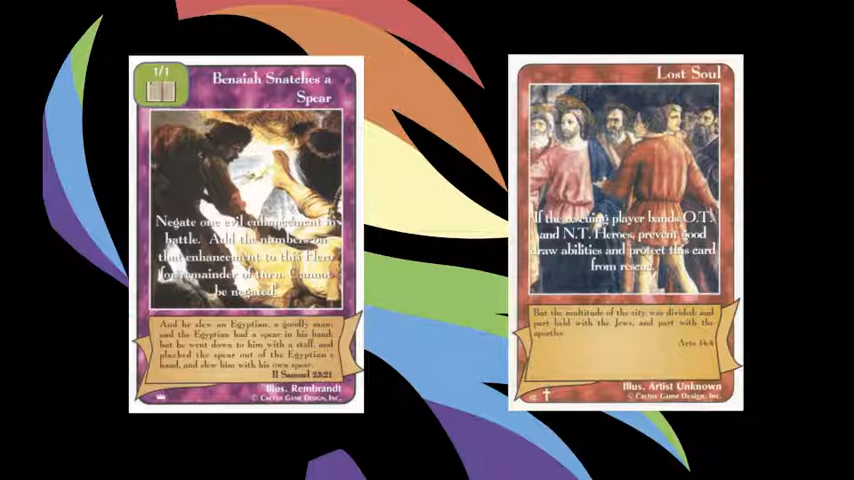 1/1
Benaiah Snatches a
Spear
Negate one evil enhancement in
battle. Add the numbers on
that enhancement to this Hero
for remainder of turn. Cannot
be negated.
And he slew an Egyptian, a goodly man:
and the Egyptian had a spear in his hand;
but he went down to him with a staff, and
plucked the spear out of the Egyptian's
hand, and slew him with his own spear.
II Samuel 23:21
Illus. Rembrandt
© Cactus Game Design, Inc.
Lost Soul
If the rescuing player bands O.T.
and N.T. Heroes, prevent good
draw abilities and protect this card
from rescue.
But the multitude of the city was divided: and
part held with the Jews, and part with the
apostles.
Acts 14:4
Illus. Artist Unknown
© Cactus Game Design, Inc.